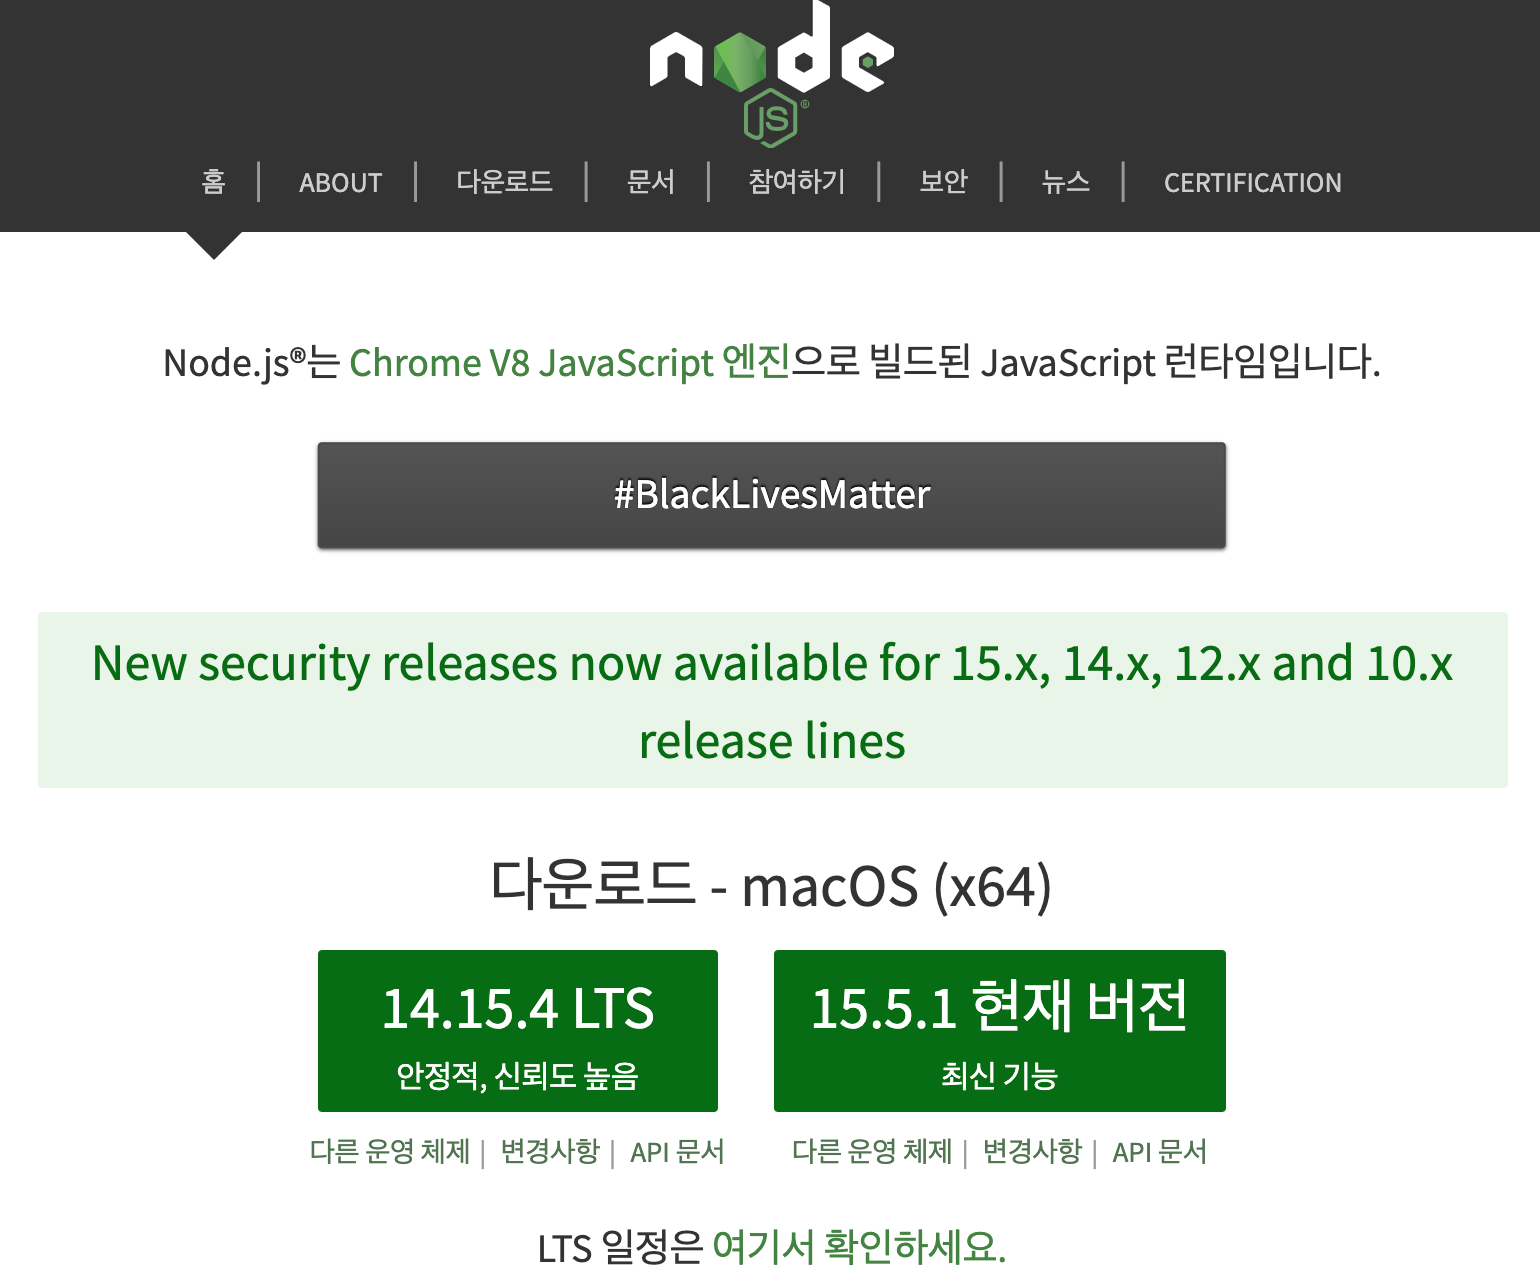 node
JS®
홈 | ABOUT | 다운로드 | 문서 | 참여하기 | 보안 | 뉴스 | CERTIFICATION
Node.js®는 Chrome V8 JavaScript 엔진으로 빌드된 JavaScript 런타임입니다.
#BlackLivesMatter
New security releases now available for 15.x, 14.x, 12.x and 10.x
release lines
다운로드 - macOS (x64)
14.15.4 LTS
안정적, 신뢰도 높음
15.5.1 현재 버전
최신 기능
다른 운영 체제 | 변경사항 | API 문서
다른 운영 체제 | 변경사항 | API 문서
LTS 일정은 여기서 확인하세요.